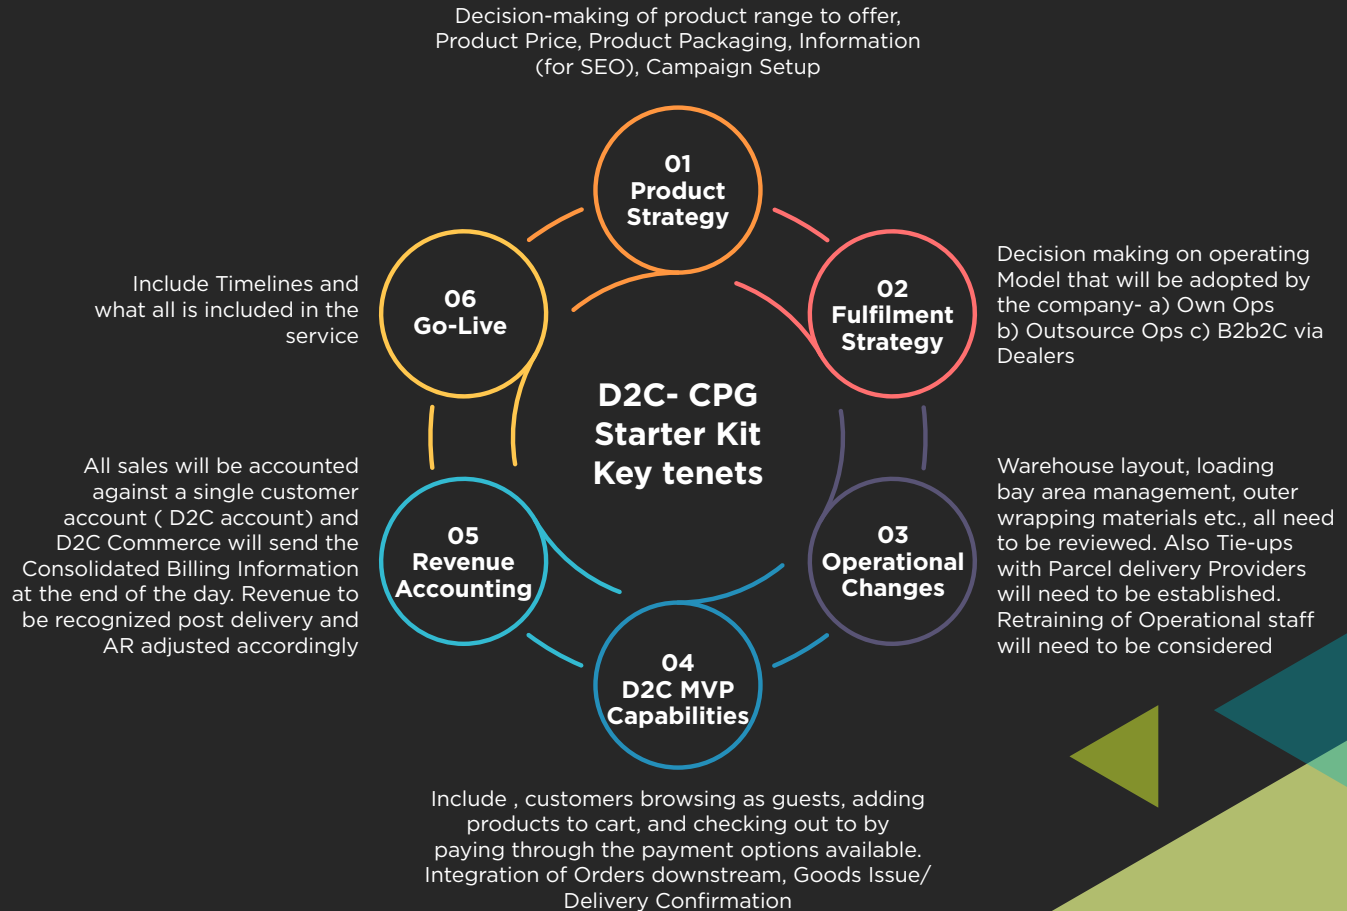 Decision-making of product range to offer,
Product Price, Product Packaging, Information
(for SEO), Campaign Setup
01
Product
Strategy
02
Fulfilment
Strategy
Decision making on operating
Model that will be adopted by
the company- a) Own Ops
b) Outsource Ops c) B2b2C via
Dealers
Include Timelines and
what all is included in the
service
06
Go-Live
D2C- CPG
Starter Kit
Key tenets
03
Operational
Changes
Warehouse layout, loading
bay area management, outer
wrapping materials etc., all need
to be reviewed. Also Tie-ups
with Parcel delivery Providers
will need to be established.
Retraining of Operational staff
will need to be considered
All sales will be accounted
against a single customer
account ( D2C account) and
D2C Commerce will send the
Consolidated Billing Information
at the end of the day. Revenue to
be recognized post delivery and
AR adjusted accordingly
05
Revenue
Accounting
04
D2C MVP
Capabilities
Include , customers browsing as guests, adding
products to cart, and checking out to by
paying through the payment options available.
Integration of Orders downstream, Goods Issue/
Delivery Confirmation